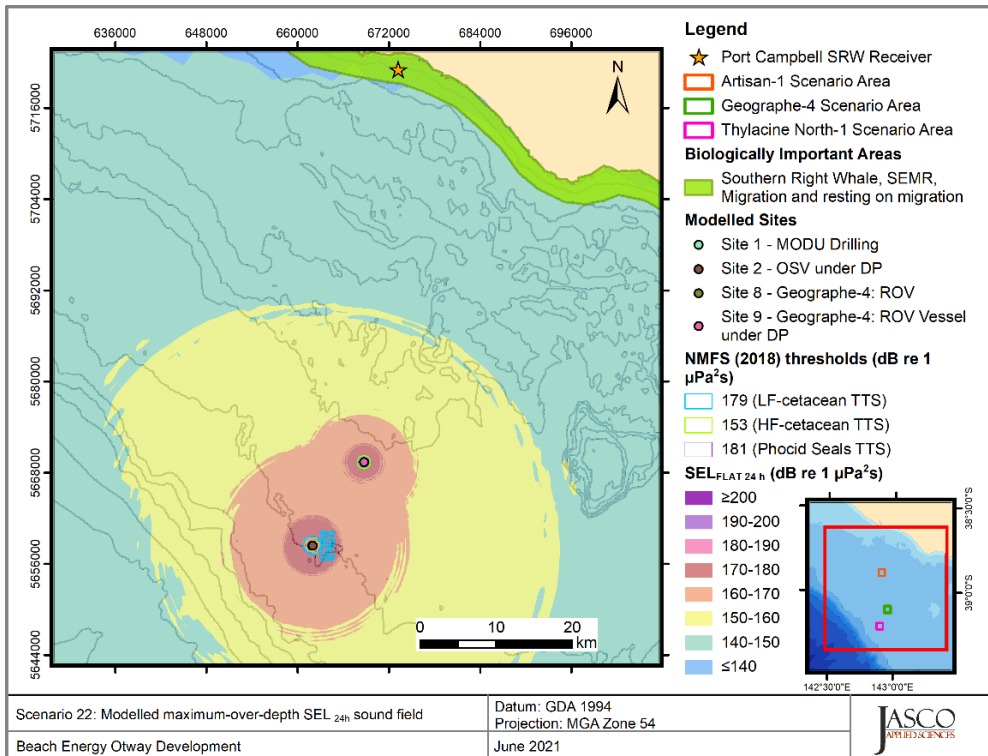 636000 648000 660000 672000 684000 696000
5716000
5704000
5692000
5680000
5668000
5656000
5644000
N
0 10 20
km
Legend
Port Campbell SRW Receiver
Artisan-1 Scenario Area
Geographe-4 Scenario Area
Thylacine North-1 Scenario Area
Biologically Important Areas
Southern Right Whale, SEMR,
Migration and resting on migration
Modelled Sites
Site 1 - MODU Drilling
Site 2 - OSV under DP
Site 8 - Geographe-4: ROV
Site 9 - Geographe-4: ROV Vessel
under DP
NMFS (2018) thresholds (dB re 1
µPa²s)
179 (LF-cetacean TTS)
153 (HF-cetacean TTS)
181 (Phocid Seals TTS)
SEL FLAT 24 h (dB re 1 µPa²s)
≥200
190-200
180-190
170-180
160-170
150-160
140-150
≤140
38°30'0"S
39°0'0"S
142°30'0"E 143°0'0"E
Scenario 22: Modelled maximum-over-depth SEL 24h sound field
Datum: GDA 1994
Projection: MGA Zone 54
Beach Energy Otway Development
June 2021
JASCO
APPLIED SCIENCES